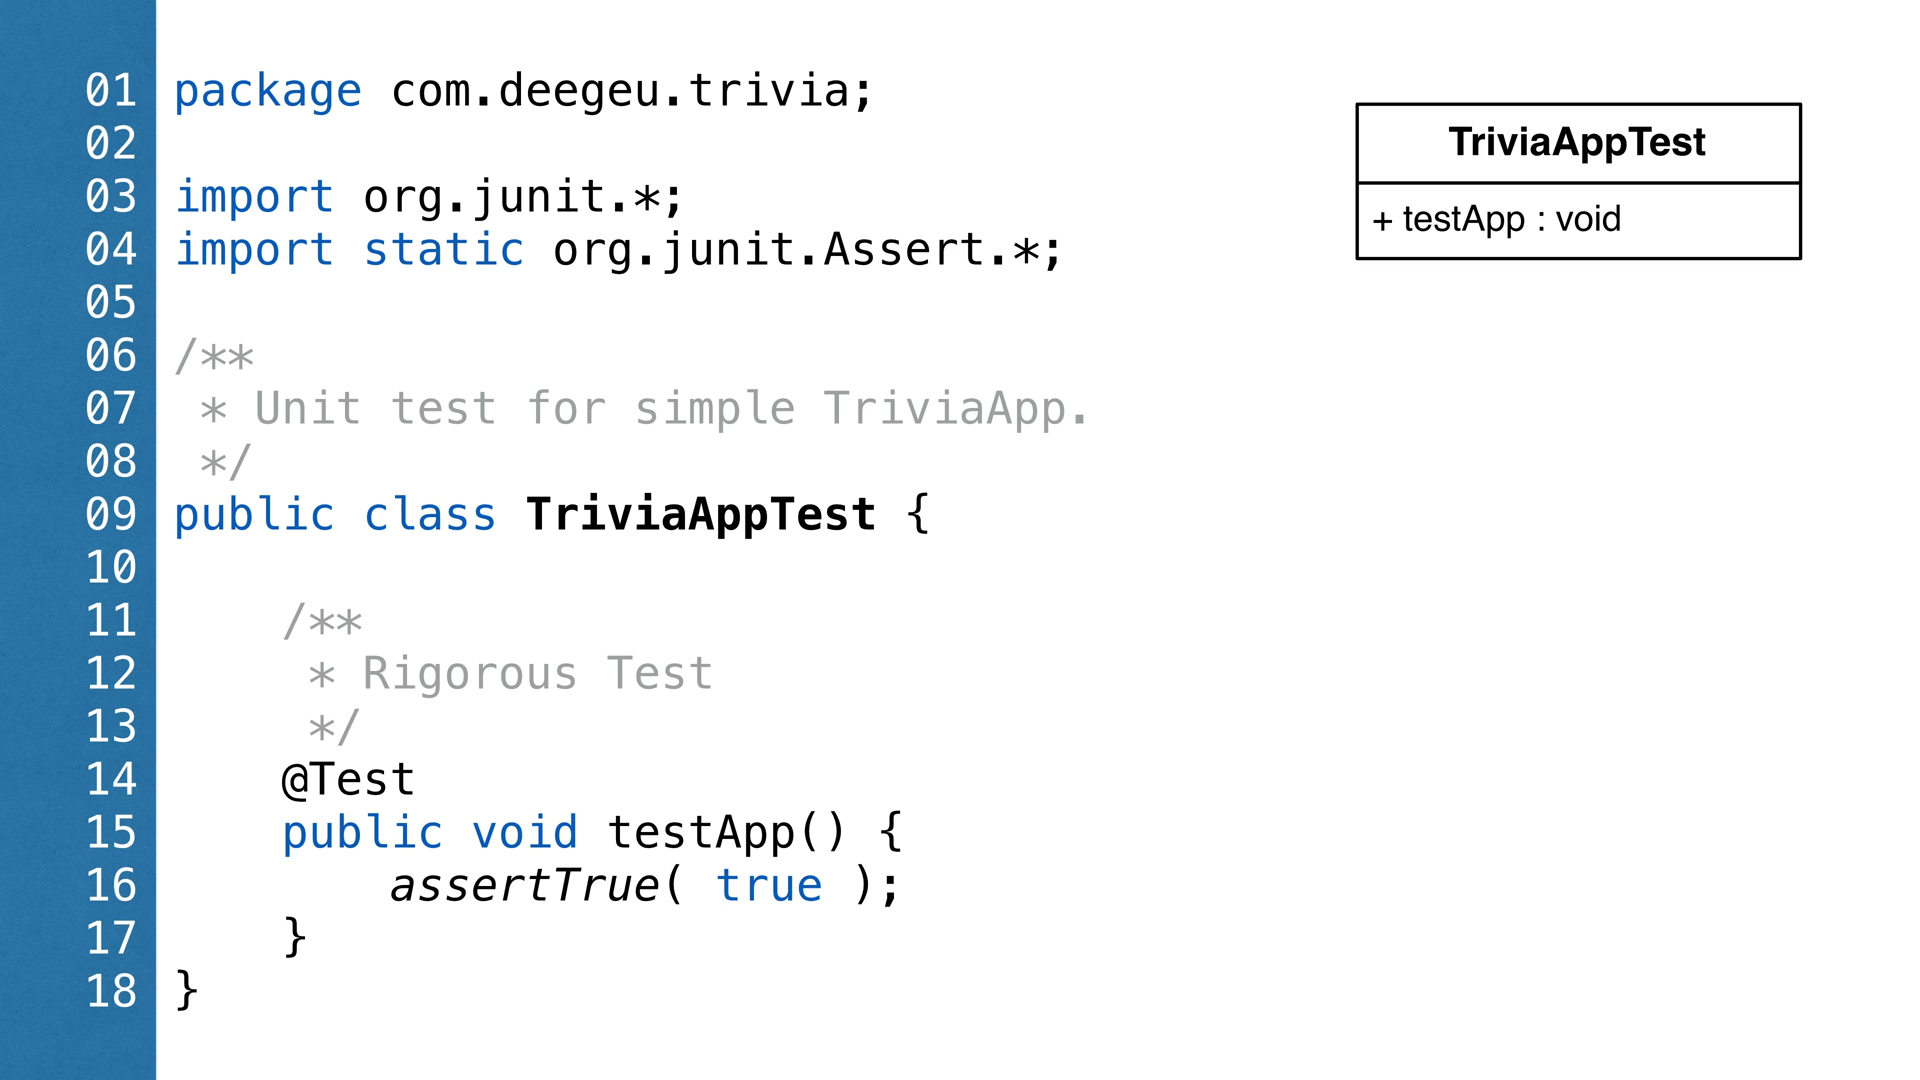 01 package com.deegeu.trivia;
02
03 import org.junit.*;
04 import static org.junit.Assert.*;
05
06 /**
07  * Unit test for simple TriviaApp.
08  */
09 public class TriviaAppTest {
10
11     /**
12      * Rigorous Test
13      */
14     @Test
15     public void testApp() {
16         assertTrue( true );
17     }
18 }
TriviaAppTest
+ testApp : void